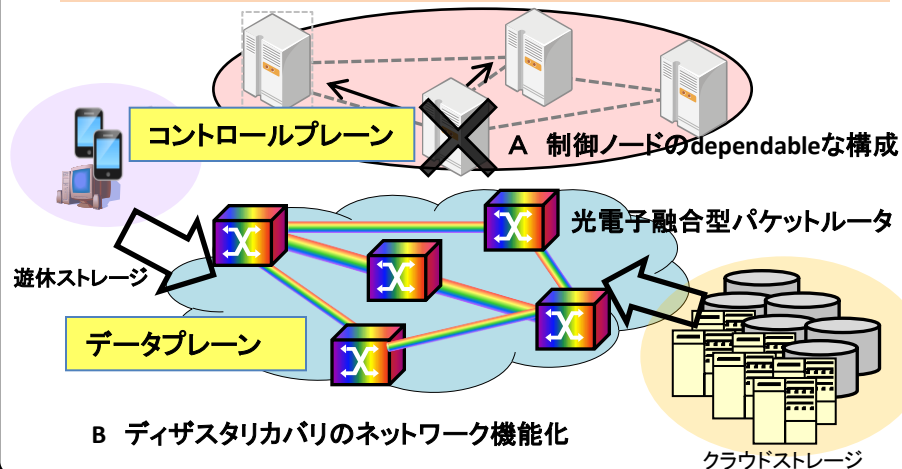 コントロールプレーン
A 制御ノードのdependableな構成
光電子融合型パケットルータ
遊休ストレージ
データプレーン
B ディザスタリカバリのネットワーク機能化
クラウドストレージ